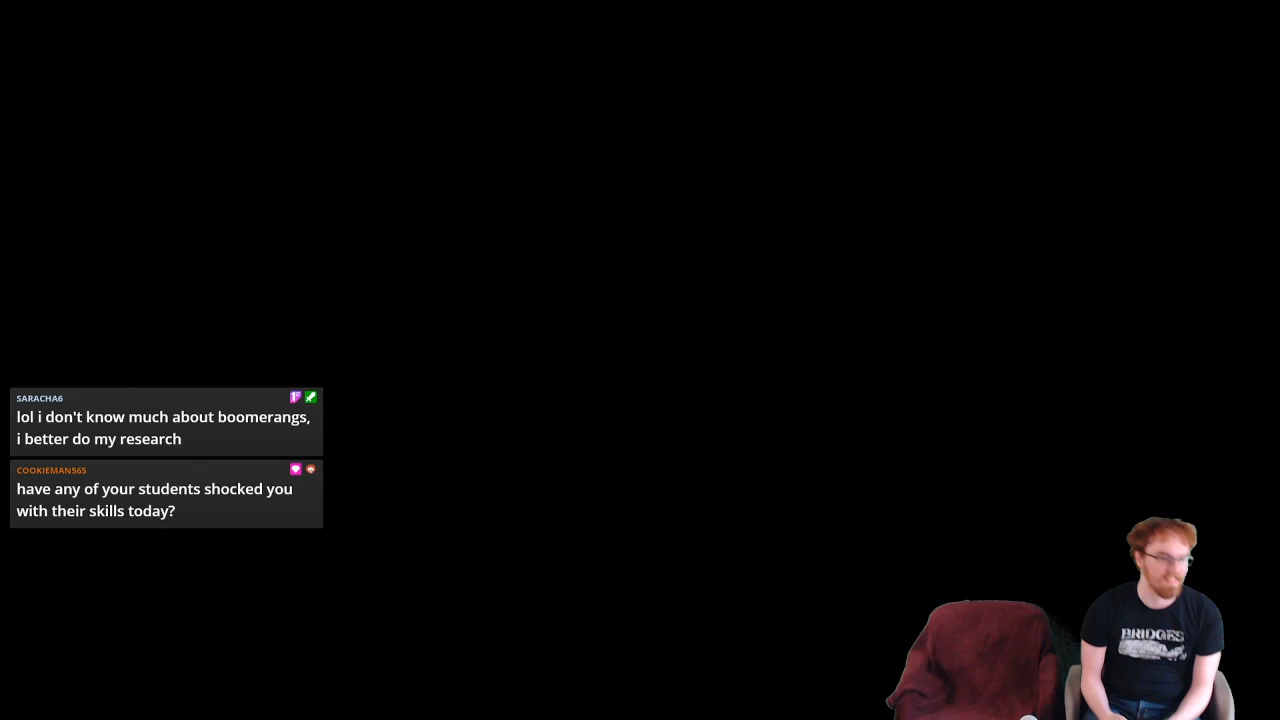 SARACHA6
lol i don't know much about boomerangs,
i better do my research
COOKIEMAN565
have any of your students shocked you
with their skills today?
BRIDGES